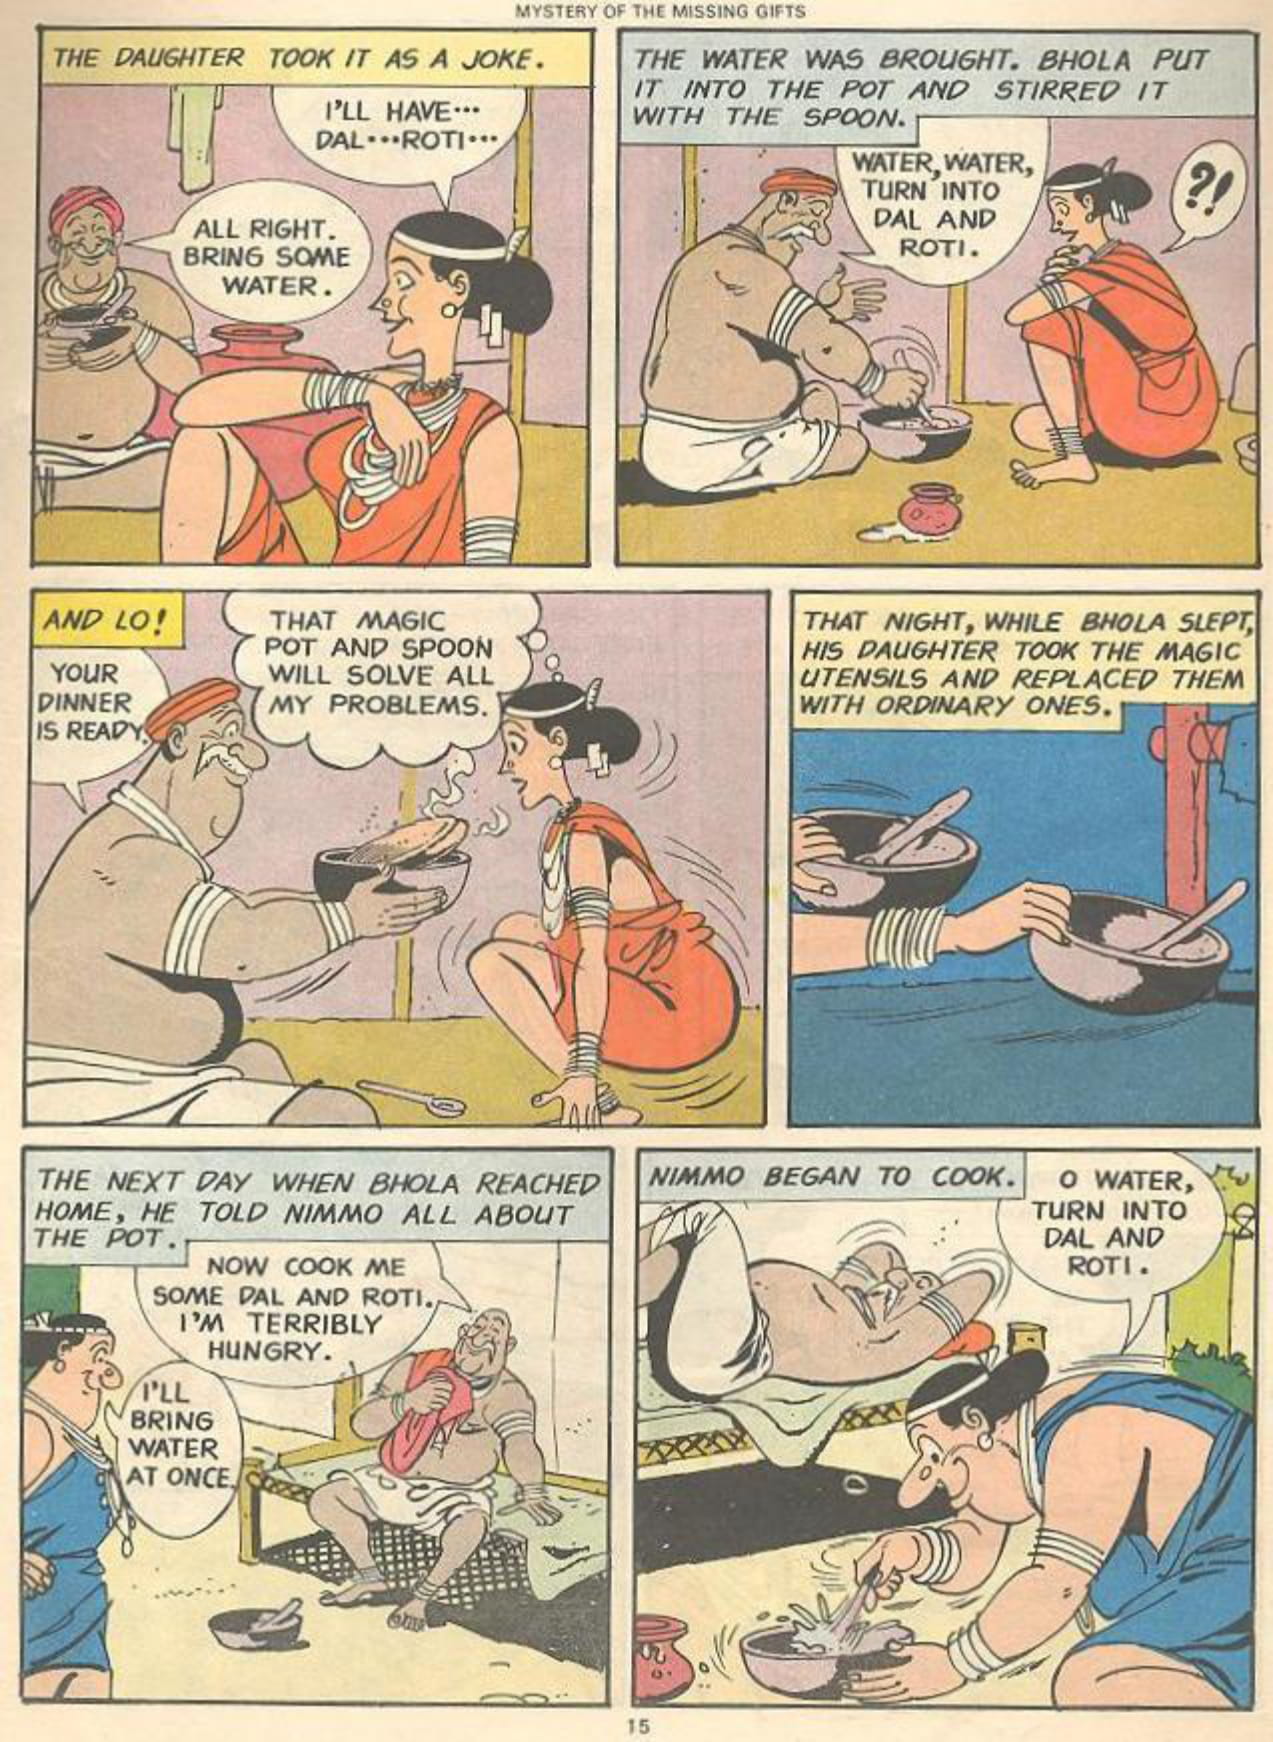 MYSTERY OF THE MISSING GIFTS
THE DAUGHTER TOOK IT AS A JOKE.
I'LL HAVE...
DAL...ROTI...
ALL RIGHT.
BRING SOME
WATER.
THE WATER WAS BROUGHT. BHOLA PUT
IT INTO THE POT AND STIRRED IT
WITH THE SPOON.
WATER, WATER,
TURN INTO
DAL AND
ROTI.
?!
AND LO!
YOUR
DINNER
IS READY.
THAT MAGIC
POT AND SPOON
WILL SOLVE ALL
MY PROBLEMS.
THAT NIGHT, WHILE BHOLA SLEPT,
HIS DAUGHTER TOOK THE MAGIC
UTENSILS AND REPLACED THEM
WITH ORDINARY ONES.
THE NEXT DAY WHEN BHOLA REACHED
HOME, HE TOLD NIMMO ALL ABOUT
THE POT.
NOW COOK ME
SOME DAL AND ROTI.
I'M TERRIBLY
HUNGRY.
I'LL
BRING
WATER
AT ONCE.
NIMMO BEGAN TO COOK.
O WATER,
TURN INTO
DAL AND
ROTI.
15